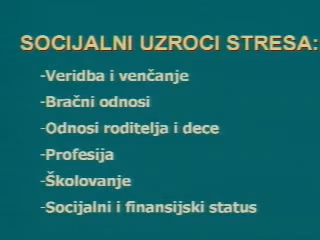 SOCIJALNI UZROCI STRESA:
-Veridba i venčanje
-Bračni odnosi
-Odnosi roditelja i dece
-Profesija
-Školovanje
-Socijalni i finansijski status